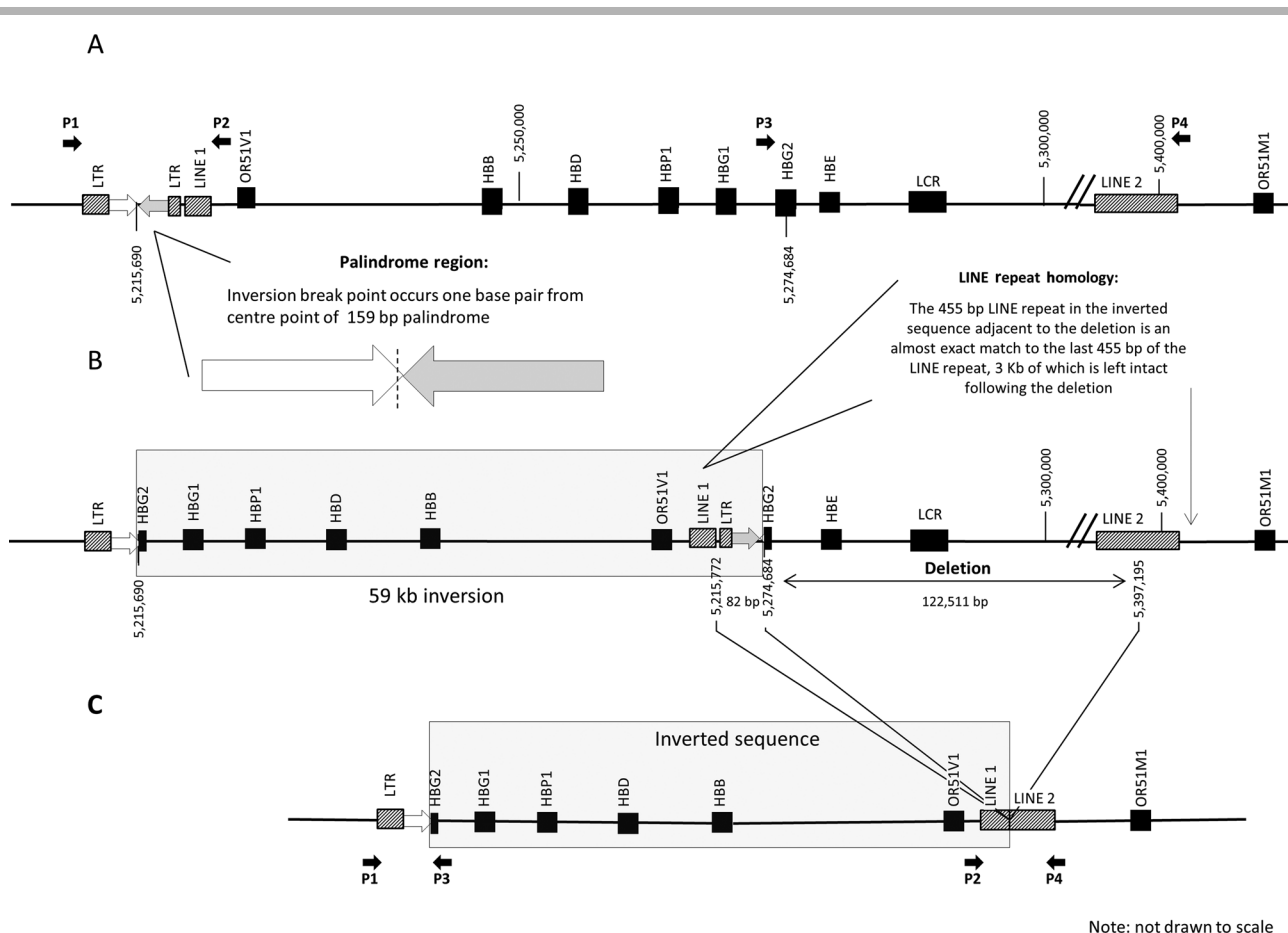 A
P1
P2
P3
P4
LTR
LTR
LINE 1
OR51V1
HBB
5,250,000
HBD
HBP1
HBG1
HBG2
HBE
LCR
5,300,000
LINE 2
5,400,000
OR51M1
5,215,690
5,274,684
Palindrome region:
Inversion break point occurs one base pair from
centre point of 159 bp palindrome
LINE repeat homology:
The 455 bp LINE repeat in the inverted
sequence adjacent to the deletion is an
almost exact match to the last 455 bp of the
LINE repeat, 3 Kb of which is left intact
following the deletion
B
LTR
HBG2
HBG1
HBP1
HBD
HBB
OR51V1
LINE 1
LTR
HBG2
HBE
LCR
5,300,000
LINE 2
5,400,000
OR51M1
5,215,690
59 kb inversion
5,215,772
82 bp
5,274,684
Deletion
122,511 bp
5,397,195
C
Inverted sequence
LTR
HBG2
HBG1
HBP1
HBD
HBB
OR51V1
LINE 1
LINE 2
OR51M1
P1
P3
P2
P4
Note: not drawn to scale